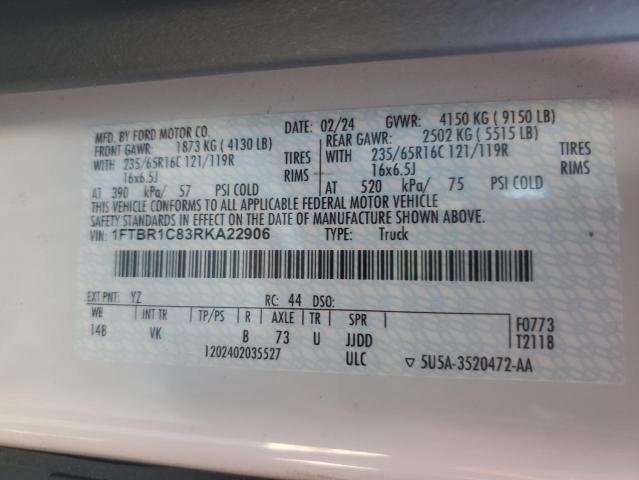 MFD. BY FORD MOTOR CO. DATE: 02/24 GVWR: 4150 KG ( 9150 LB)
FRONT GAWR: 1873 KG ( 4130 LB) REAR GAWR: 2502 KG ( 5515 LB)
WITH 235/65R16C 121/119R TIRES WITH 235/65R16C 121/119R TIRES
16x6.5J RIMS 16x6.5J RIMS
AT 390 kPa/ 57 PSI COLD AT 520 kPa/ 75 PSI COLD
THIS VEHICLE CONFORMS TO ALL APPLICABLE FEDERAL MOTOR VEHICLE
SAFETY STANDARDS IN EFFECT ON THE DATE OF MANUFACTURE SHOWN ABOVE.
VIN: 1FTBR1C83RKA22906 TYPE: Truck
EXT PNT: YZ RC: 44 DSO:
WB INT TR TP/PS R AXLE TR SPR F0773
148 VK B 73 U JJDD T2118
1202402035527 ULC ▽ 5U5A-3520472-AA